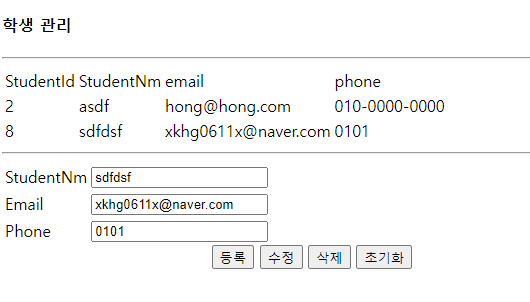 학생 관리
StudentId StudentNm email phone
2 asdf hong@hong.com 010-0000-0000
8 sdfdsf xkhg0611x@naver.com 0101
StudentNm sdfdsf
Email xkhg0611x@naver.com
Phone 0101
등록 수정 삭제 초기화